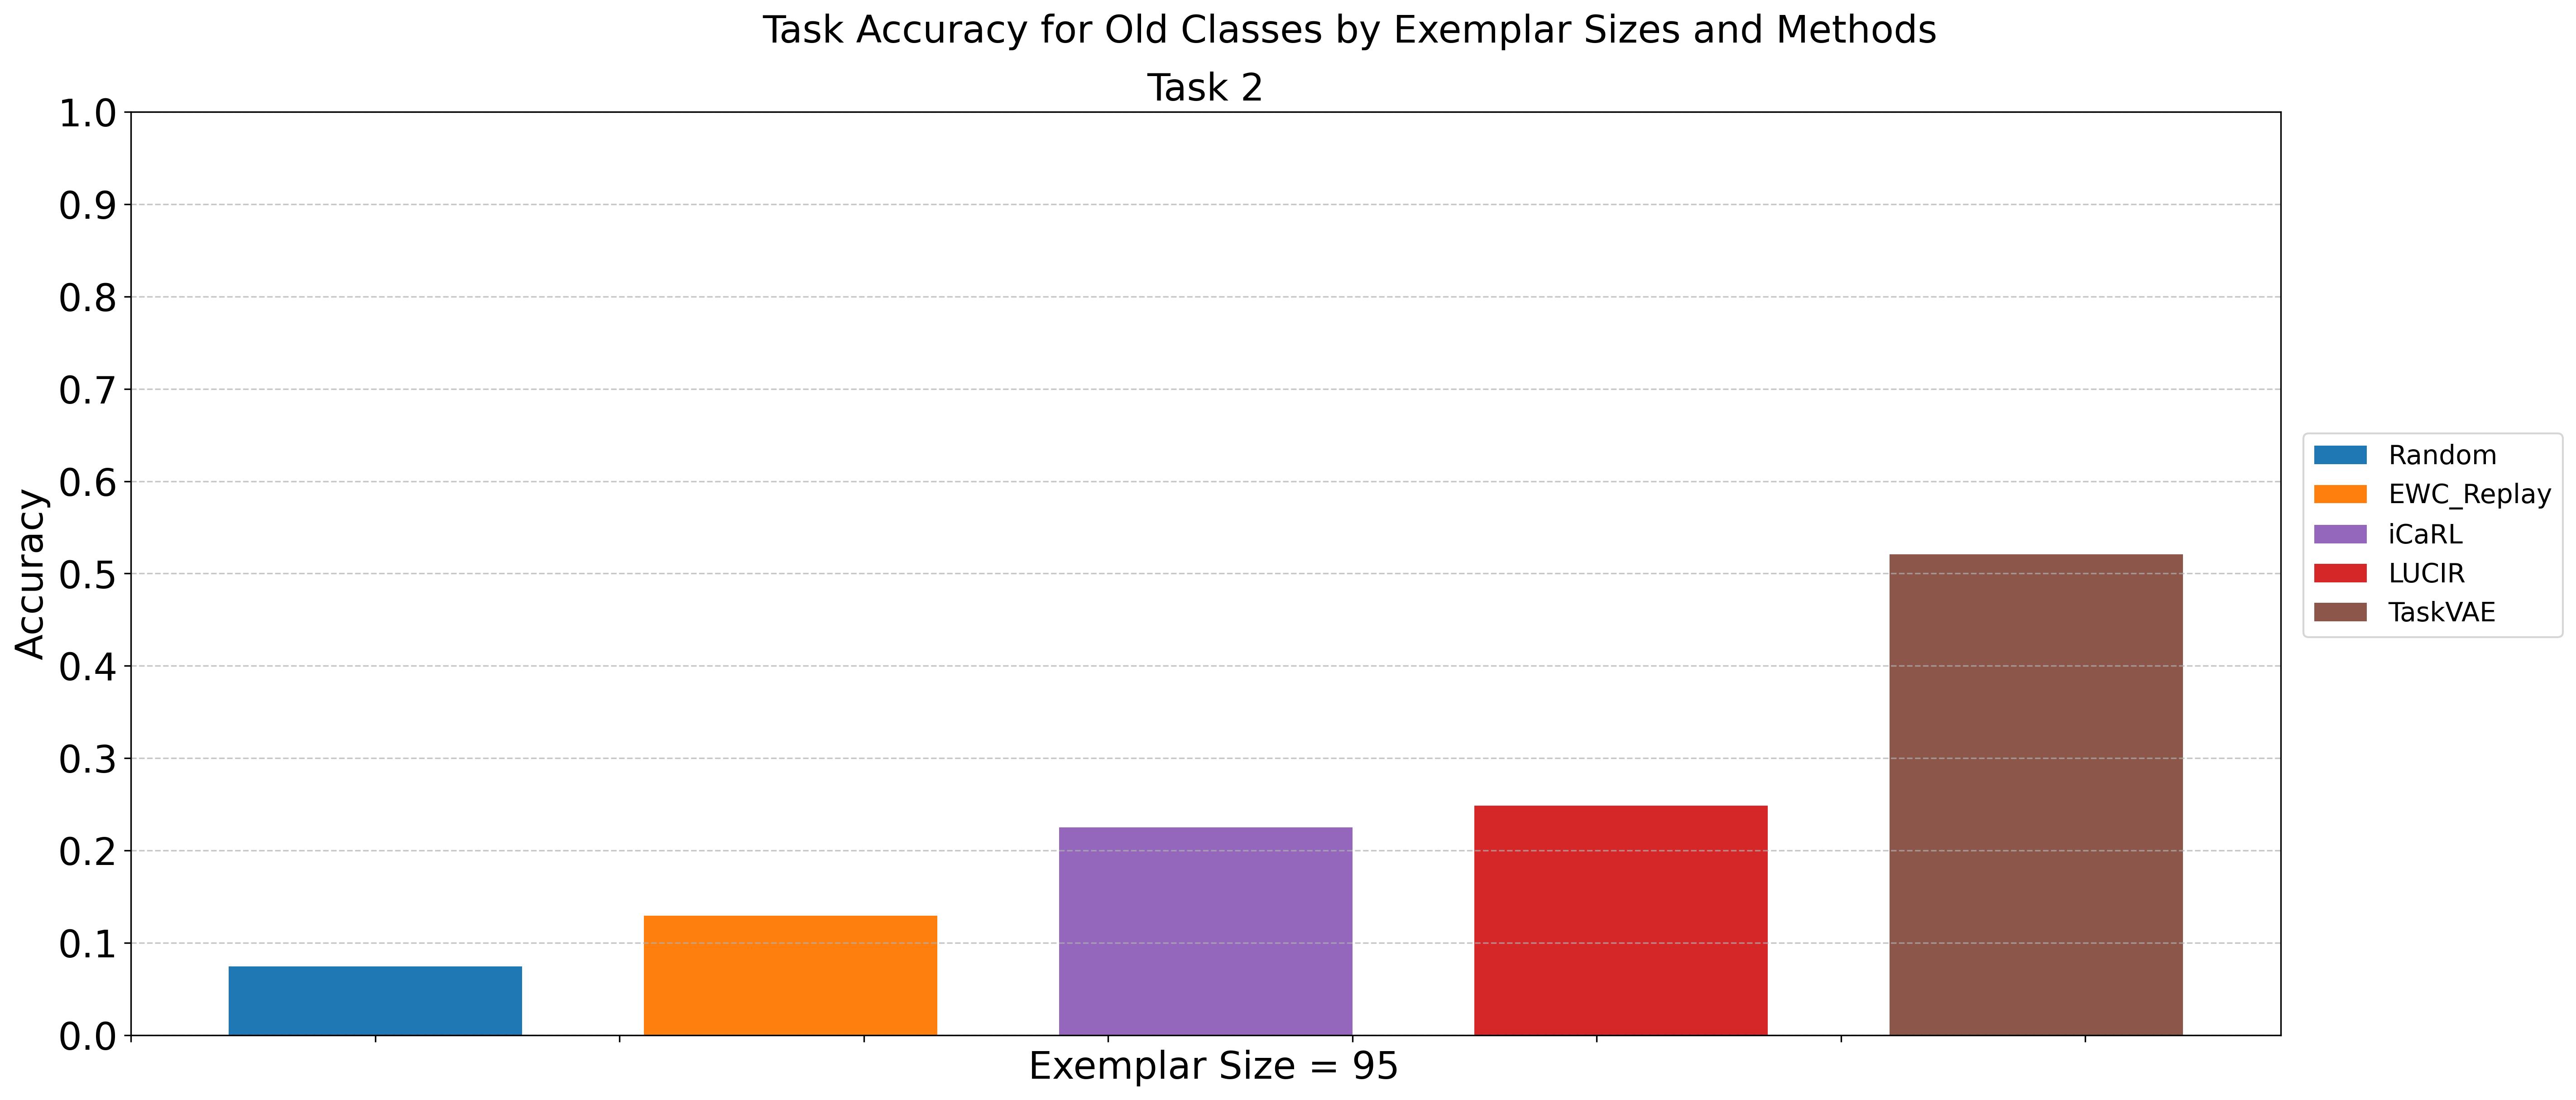 Task Accuracy for Old Classes by Exemplar Sizes and Methods
Task 2
1.0
0.9
0.8
0.7
0.6
0.5
0.4
0.3
0.2
0.1
0.0
Accuracy
Exemplar Size = 95
Random
EWC_Replay
iCaRL
LUCIR
TaskVAE